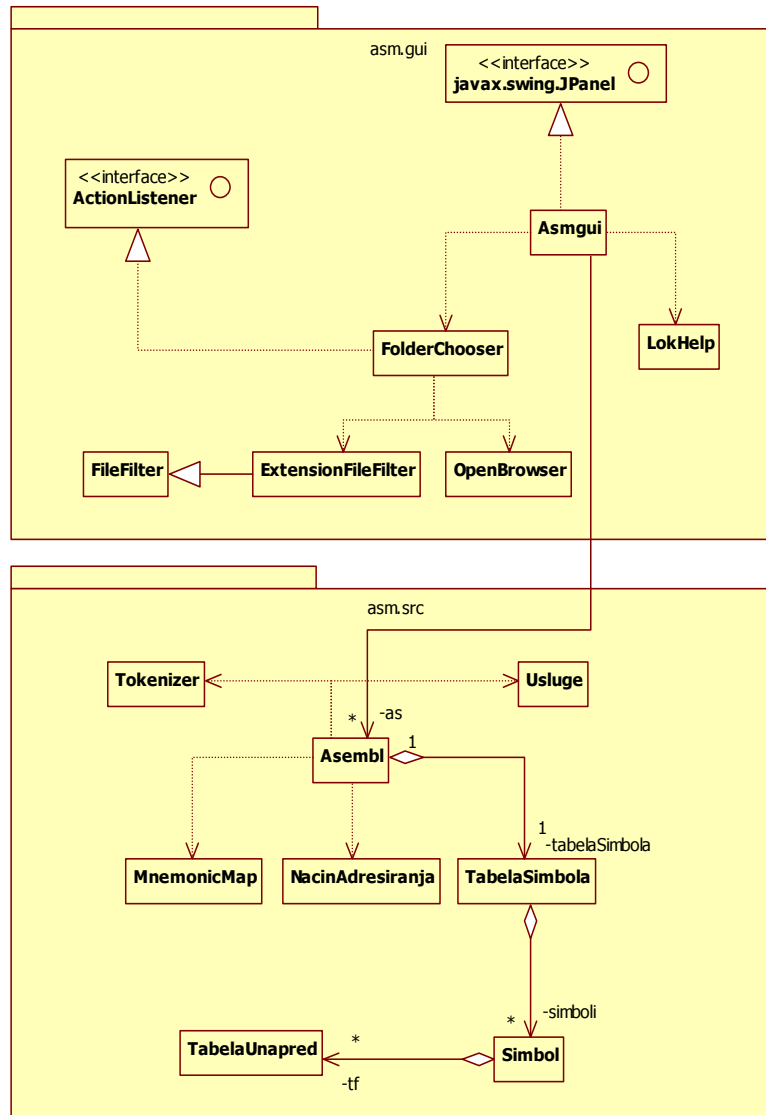 asm.gui
<<interface>>
javax.swing.JPanel
<<interface>>
ActionListener
Asmgui
FolderChooser
LokHelp
FileFilter
ExtensionFileFilter
OpenBrowser
asm.src
Tokenizer
Usluge
*
-as
Asembl
1
1
-tabelaSimbola
MnemonicMap
NacinAdresiranja
TabelaSimbola
-simboli
*
*
TabelaUnapred
Simbol
-tf